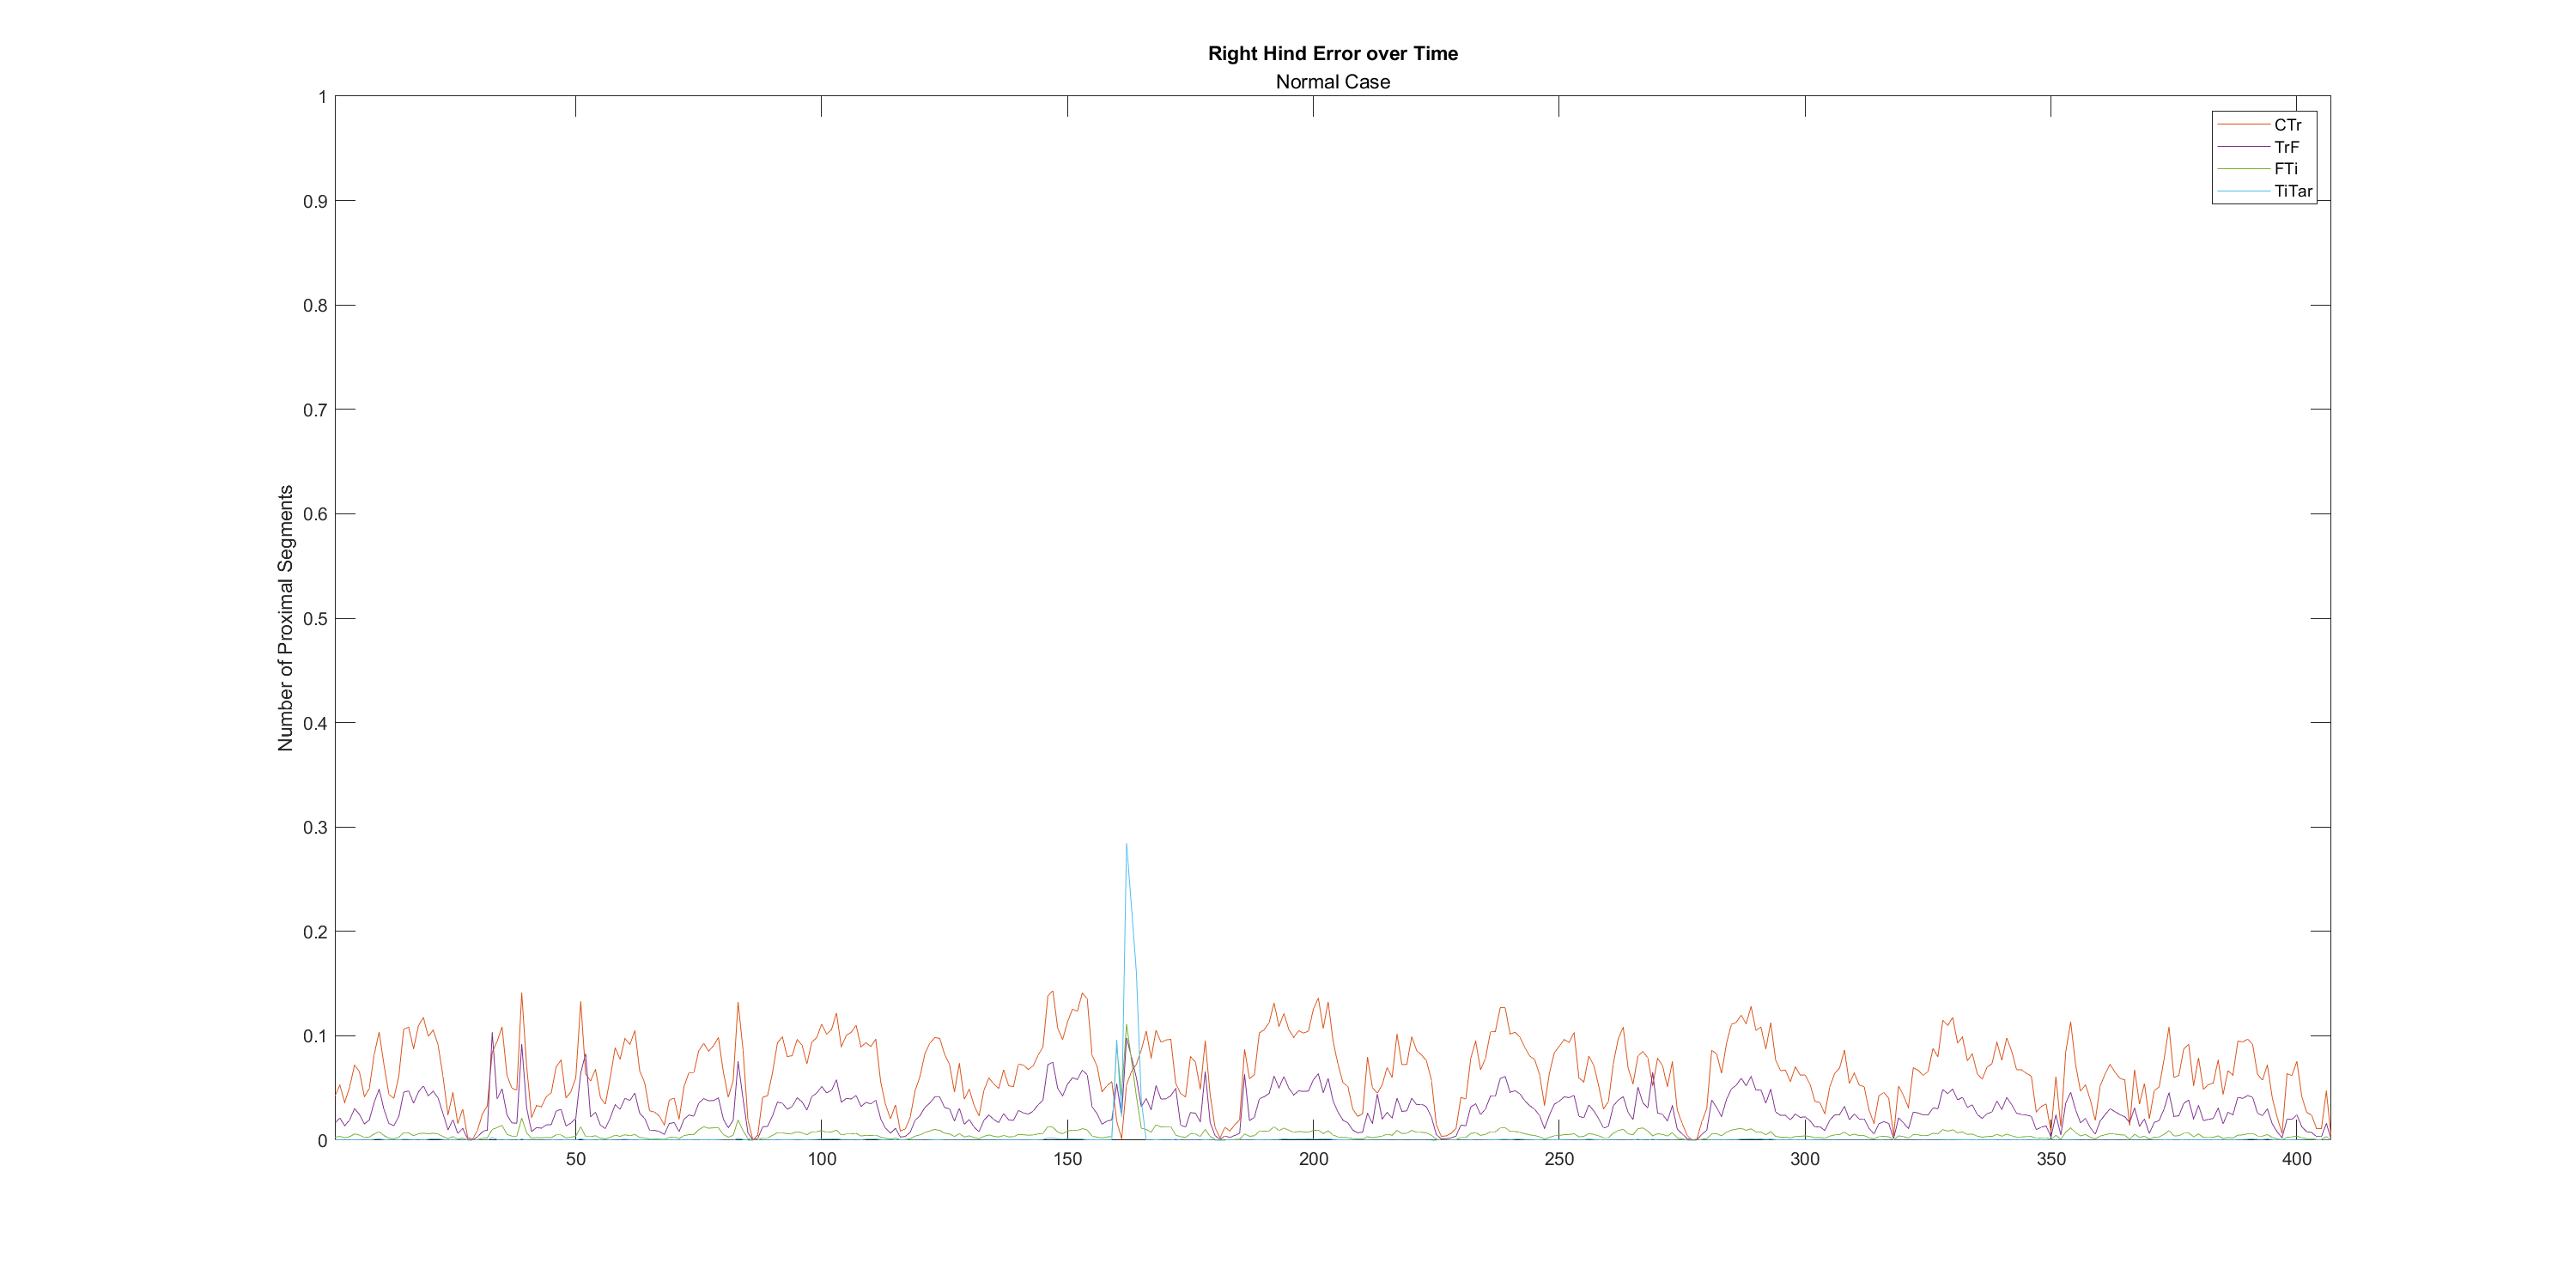 Right Hind Error over Time
Normal Case
CTr
TrF
FTi
TiTar
Number of Proximal Segments
1
0.9
0.8
0.7
0.6
0.5
0.4
0.3
0.2
0.1
0
50 100 150 200 250 300 350 400